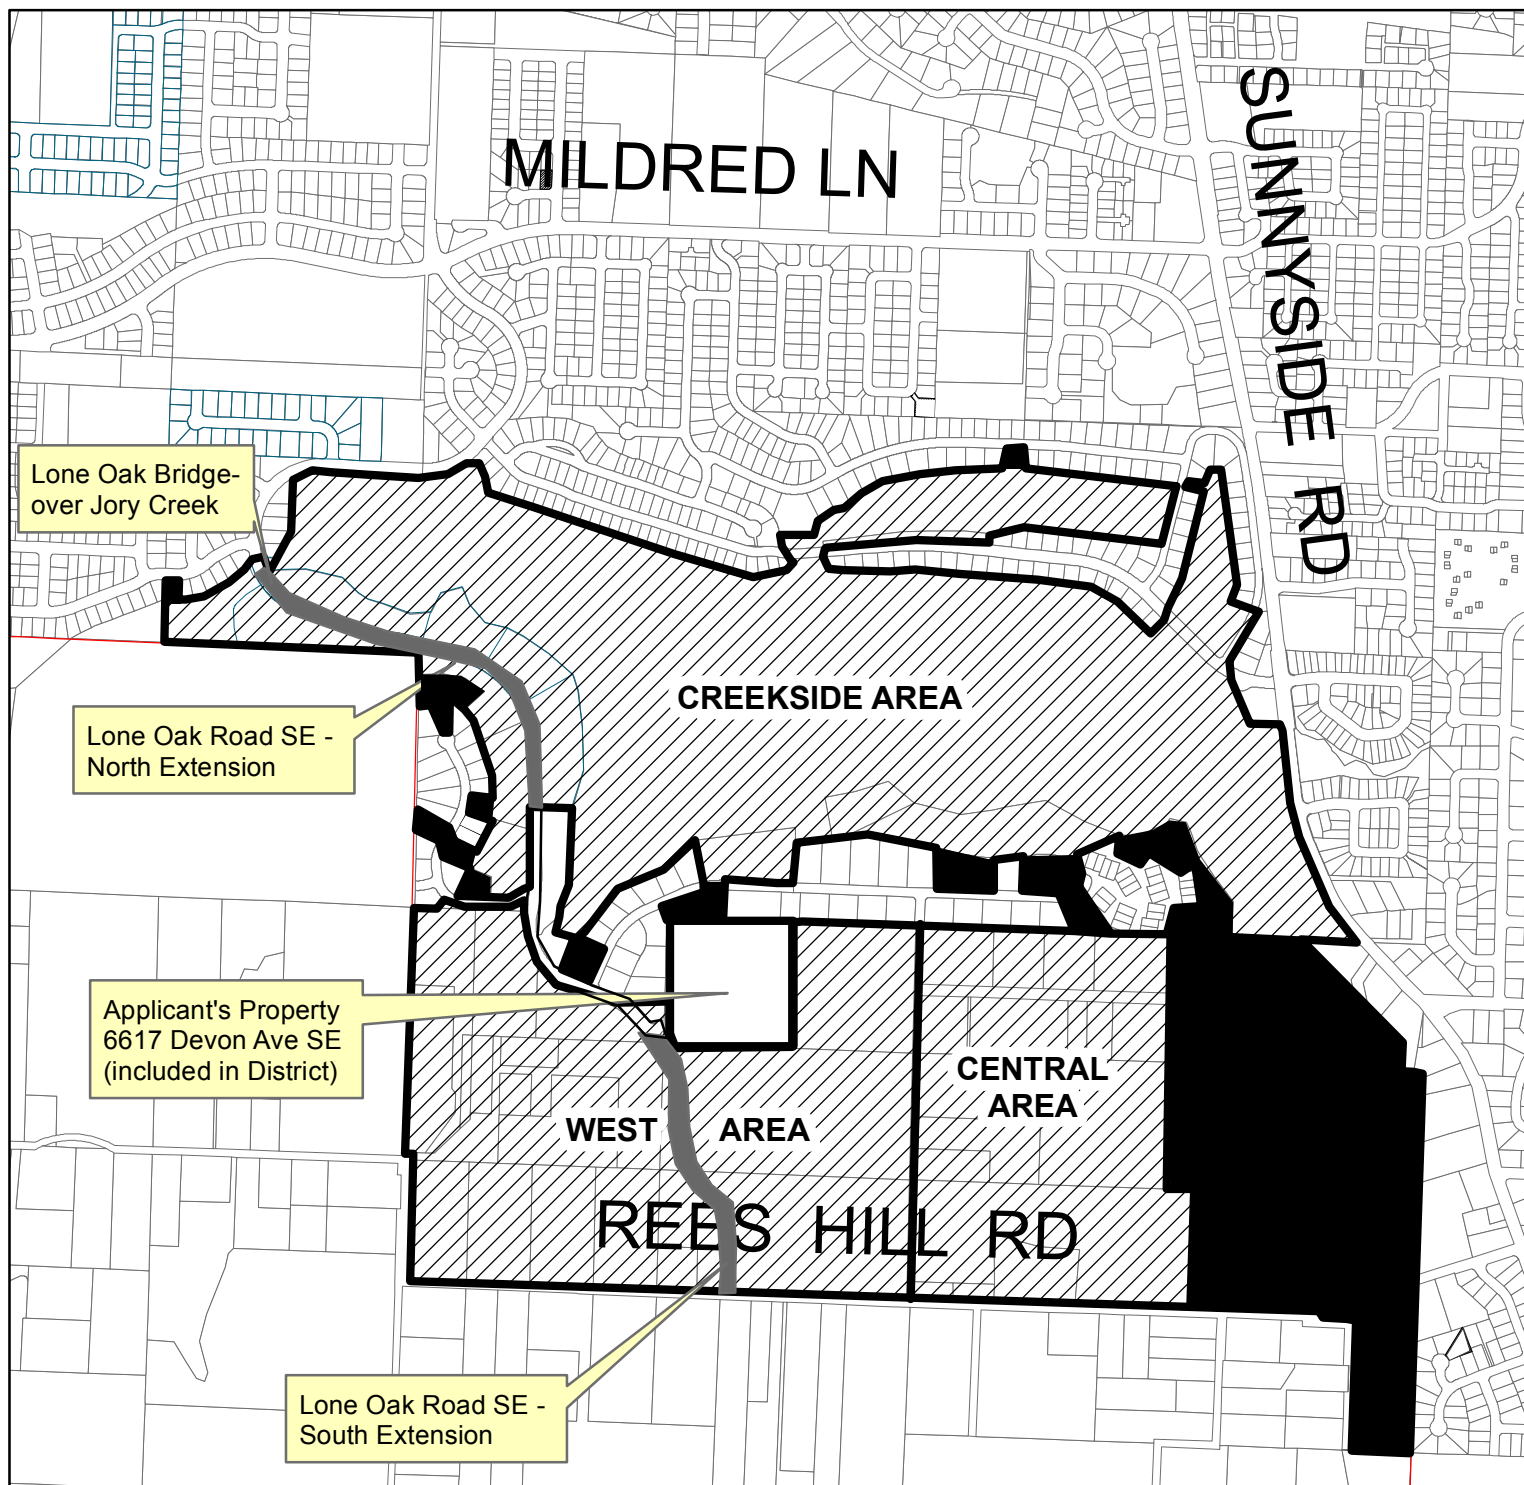 MILDRED LN
SUNNYSIDE RD
Lone Oak Bridge-
over Jory Creek
CREEKSIDE AREA
Lone Oak Road SE -
North Extension
Applicant's Property
6617 Devon Ave SE
(included in District)
CENTRAL
AREA
WEST AREA
REES HILL RD
Lone Oak Road SE -
South Extension